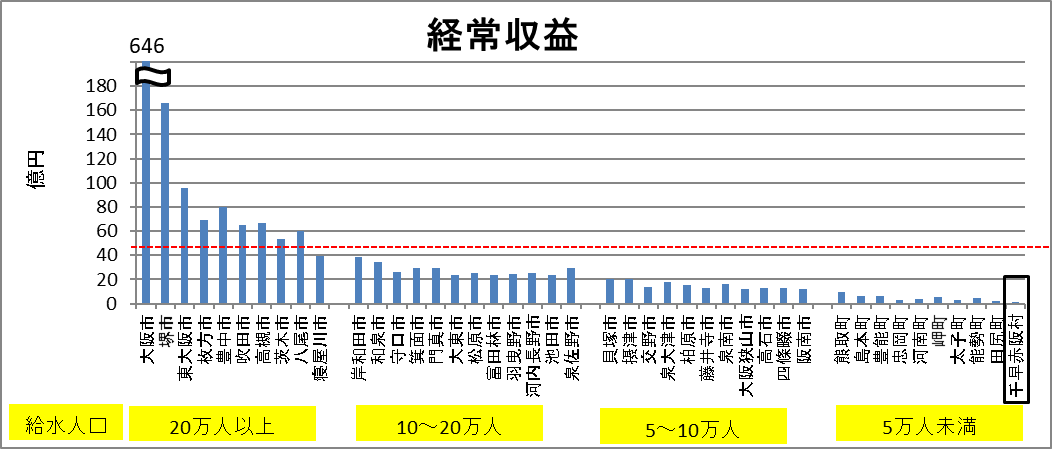 646
経常収益
億円
180
160
140
120
100
80
60
40
20
0
大阪市
堺市
東大阪市
枚方市
豊中市
吹田市
高槻市
茨木市
八尾市
寝屋川市
岸和田市
和泉市
守口市
箕面市
門真市
大東市
松原市
富田林市
羽曳野市
河内長野市
池田市
泉佐野市
貝塚市
摂津市
交野市
泉大津市
柏原市
藤井寺市
泉南市
大阪狭山市
高石市
四條畷市
阪南市
熊取町
島本町
豊能町
忠岡町
河南町
岬町
太子町
能勢町
田尻町
千早赤阪村
給水人口
20万人以上
10～20万人
5～10万人
5万人未満